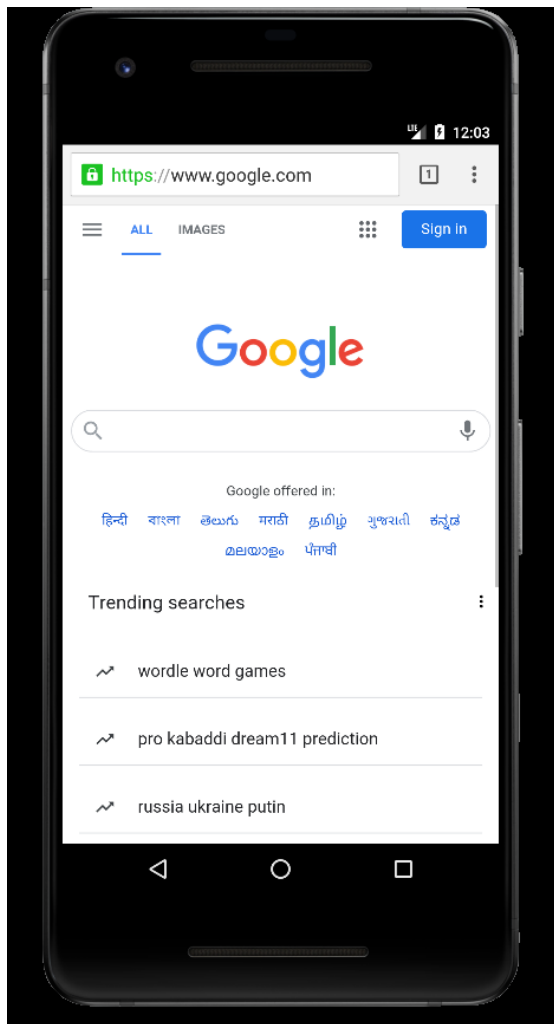 LTE 12:03
https://www.google.com 1
ALL IMAGES Sign in
Google
Google offered in:
हिन्दी বাংলা తెలుగు मराठी தமிழ் ગુજરાતી ಕನ್ನಡ
മലയാളം ਪੰਜਾਬੀ
Trending searches
wordle word games
pro kabaddi dream11 prediction
russia ukraine putin